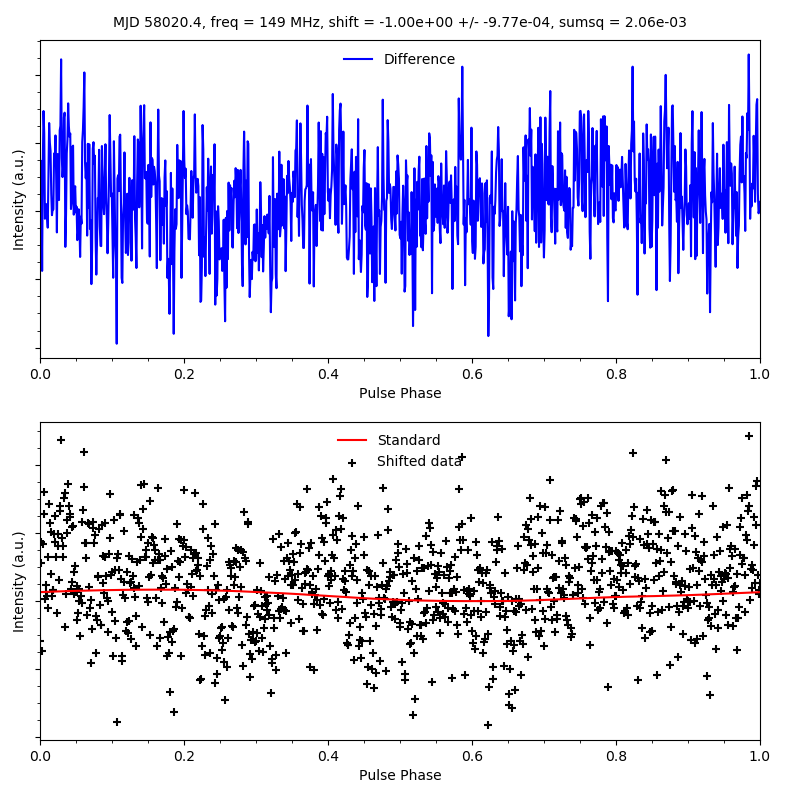 MJD 58020.4, freq = 149 MHz, shift = -1.00e+00 +/- -9.77e-04, sumsq = 2.06e-03
Difference
Intensity (a.u.)
0.0 0.2 0.4 0.6 0.8 1.0
Pulse Phase
Standard
Shifted data
Intensity (a.u.)
0.0 0.2 0.4 0.6 0.8 1.0
Pulse Phase